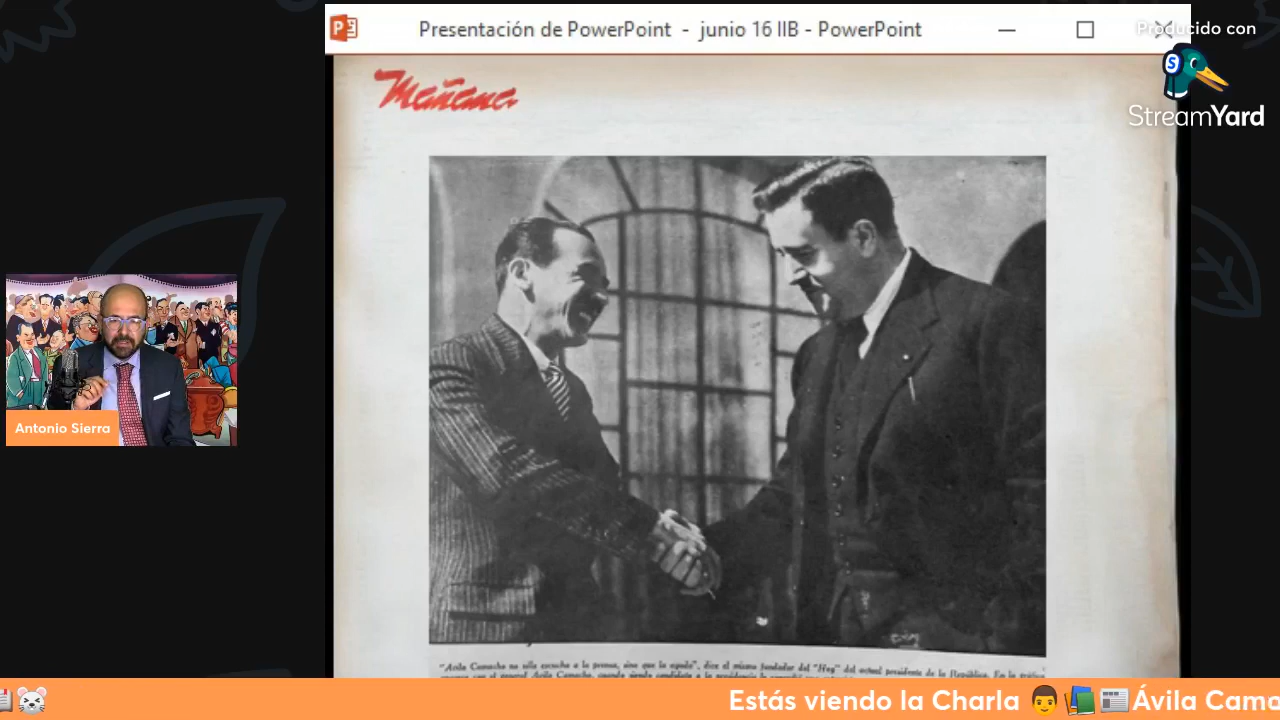 Presentación de PowerPoint - junio 16 IIB - PowerPoint
Producido con
StreamYard
Mañana
Antonio Sierra
"Avila Camacho no sólo escucha a la prensa, sino que la ayuda", dice el mismo fundador del "Hoy" del actual presidente de la República. En la gráfica
Estás viendo la Charla 👨📚📰Ávila Cama